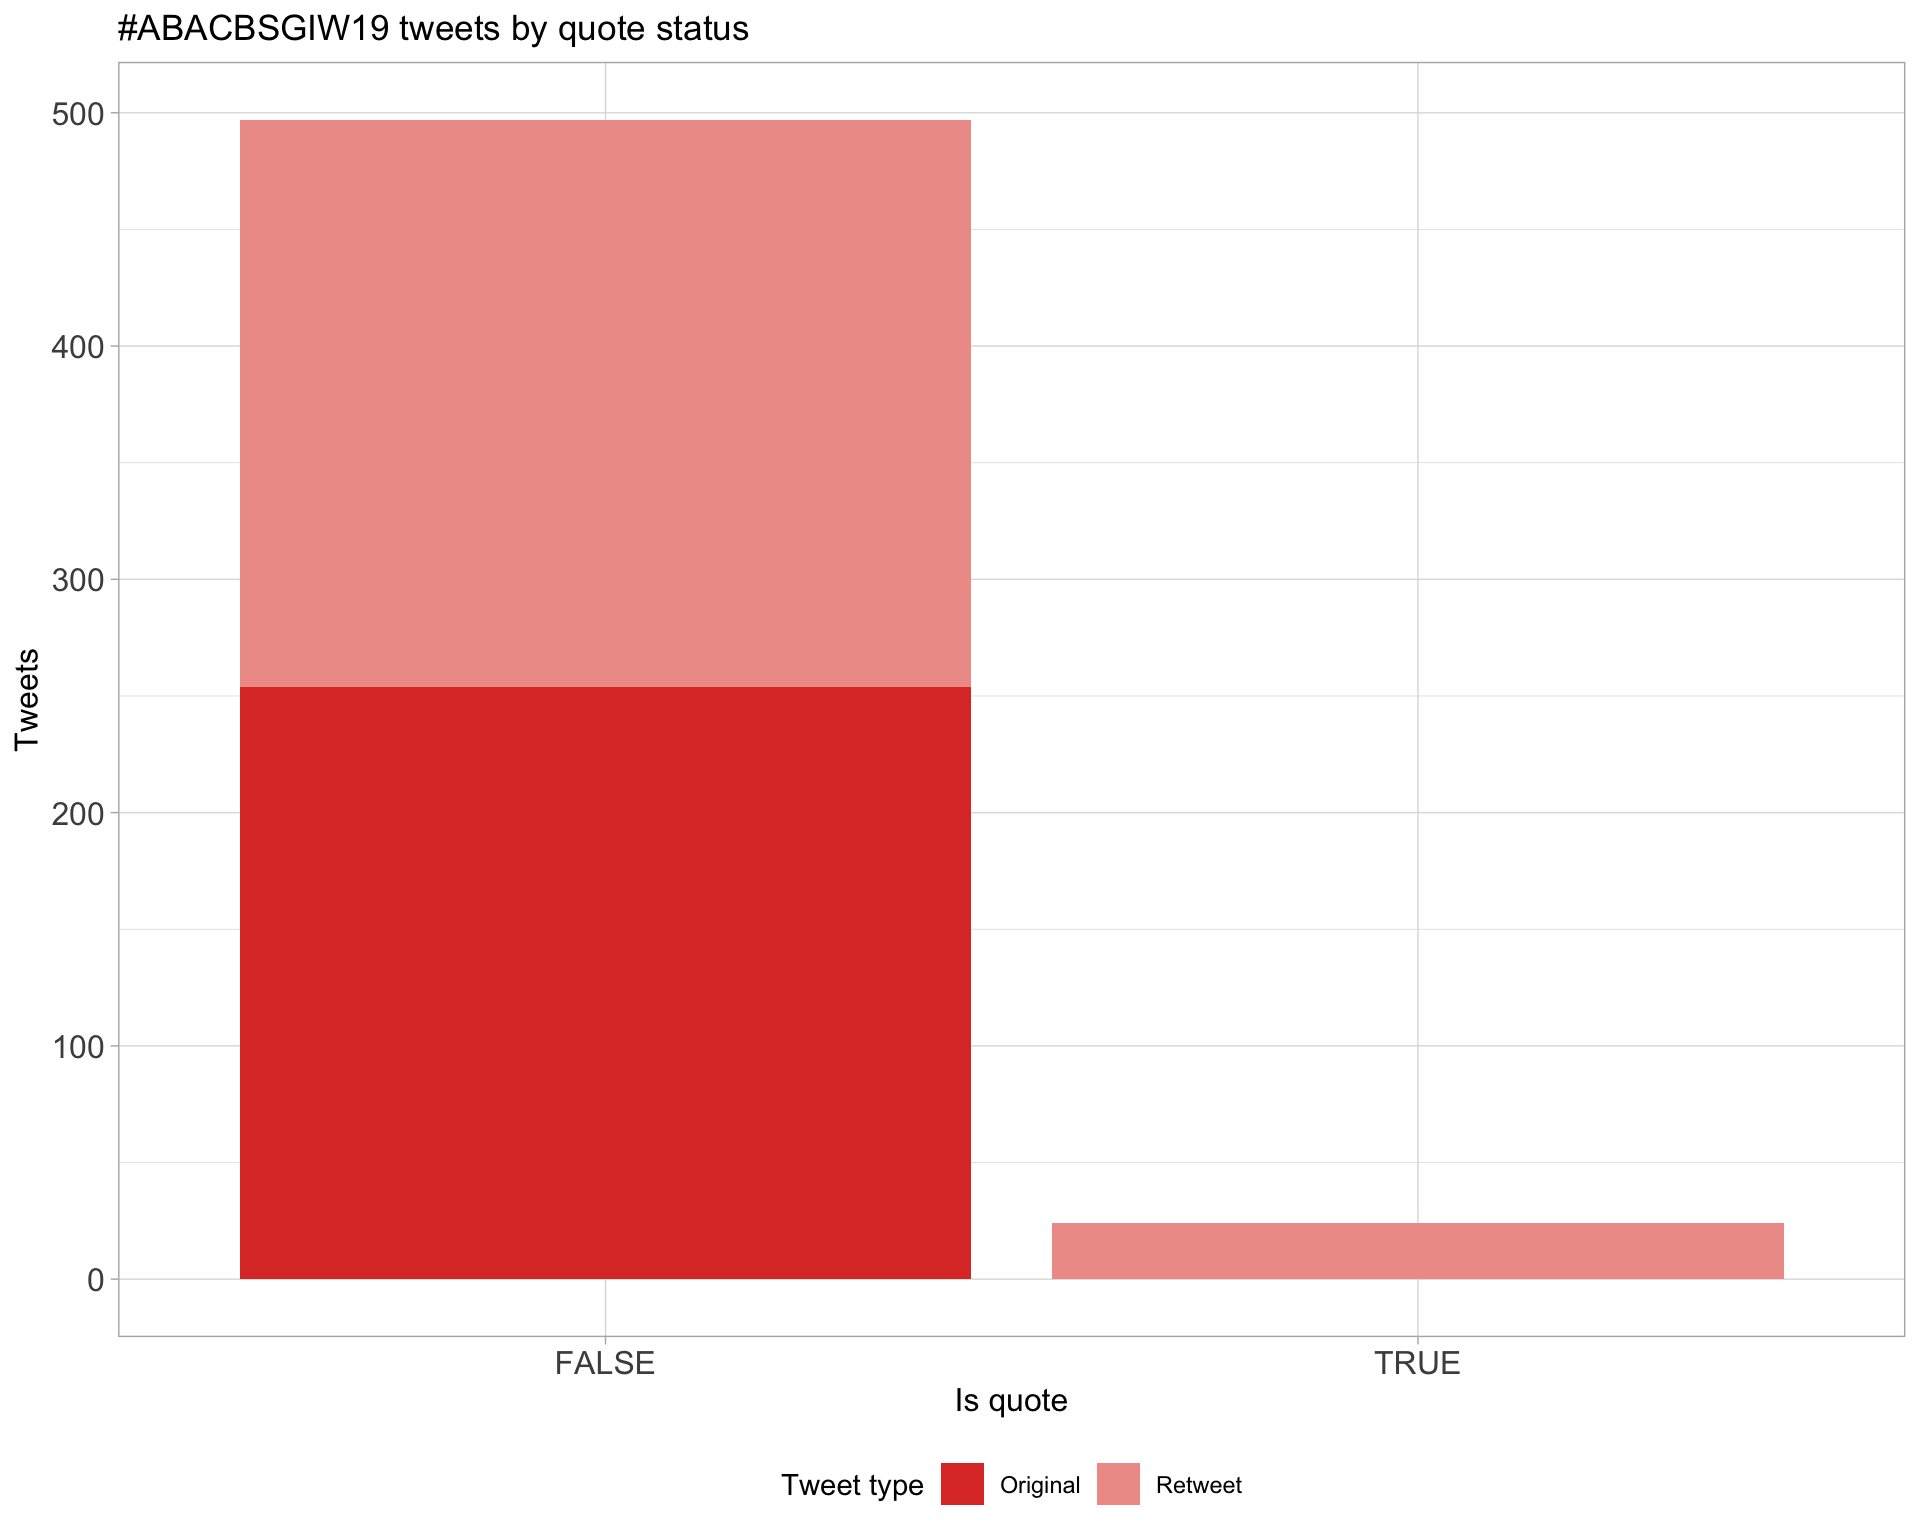 #ABACBSGIW19 tweets by quote status
500
400
300
200
100
0
Tweets
FALSE
TRUE
Is quote
Tweet type
Original
Retweet